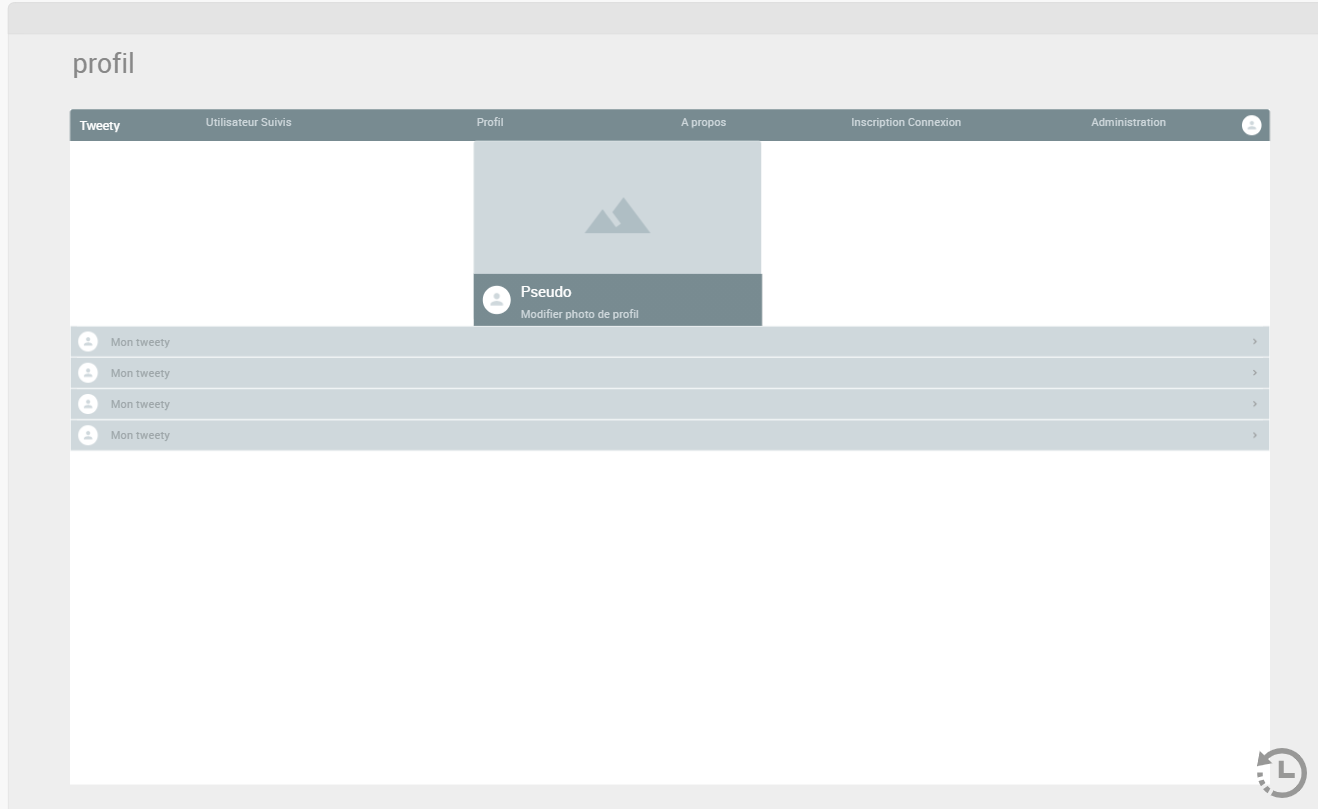 profil
Tweety Utilisateur Suivis Profil A propos Inscription Connexion Administration
Pseudo
Modifier photo de profil
Mon tweety
Mon tweety
Mon tweety
Mon tweety